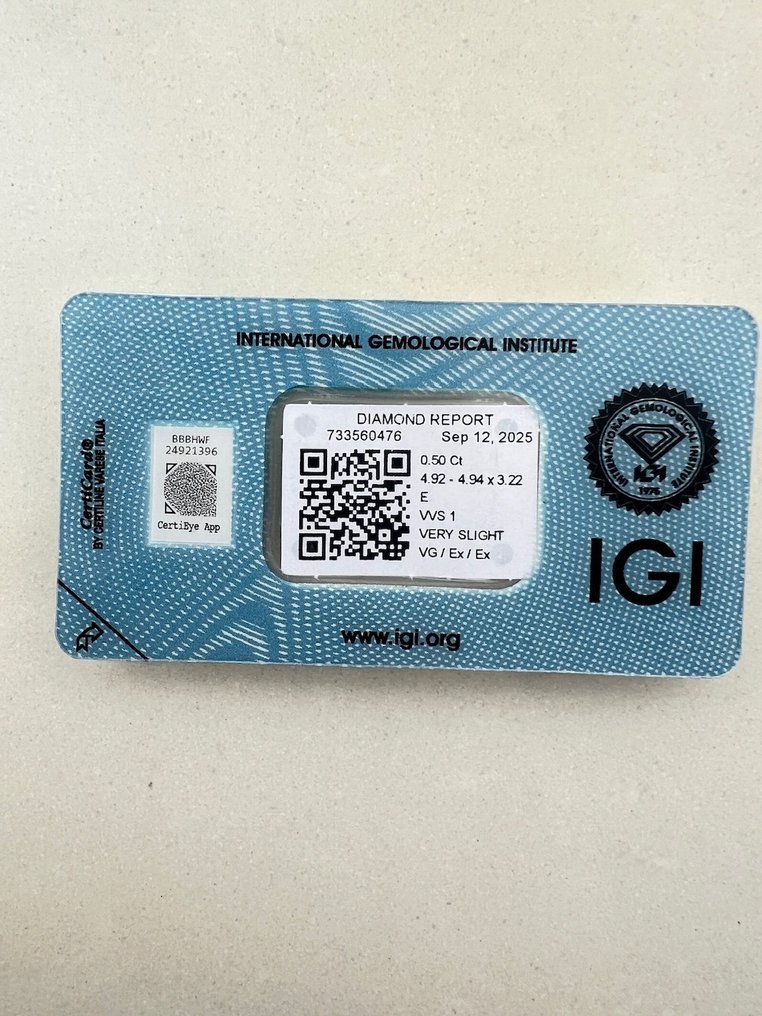 INTERNATIONAL GEMOLOGICAL INSTITUTE
CertiCard®
BY CERTILINE VARESE ITALIA
BBBHWF
24921396
CertiEye App
DIAMOND REPORT
733560476 Sep 12, 2025
0.50 Ct
4.92 - 4.94 x 3.22
E
VVS 1
VERY SLIGHT
VG / Ex / Ex
INTERNATIONAL GEMOLOGICAL INSTITUTE
IGI
1975
IGI
www.igi.org